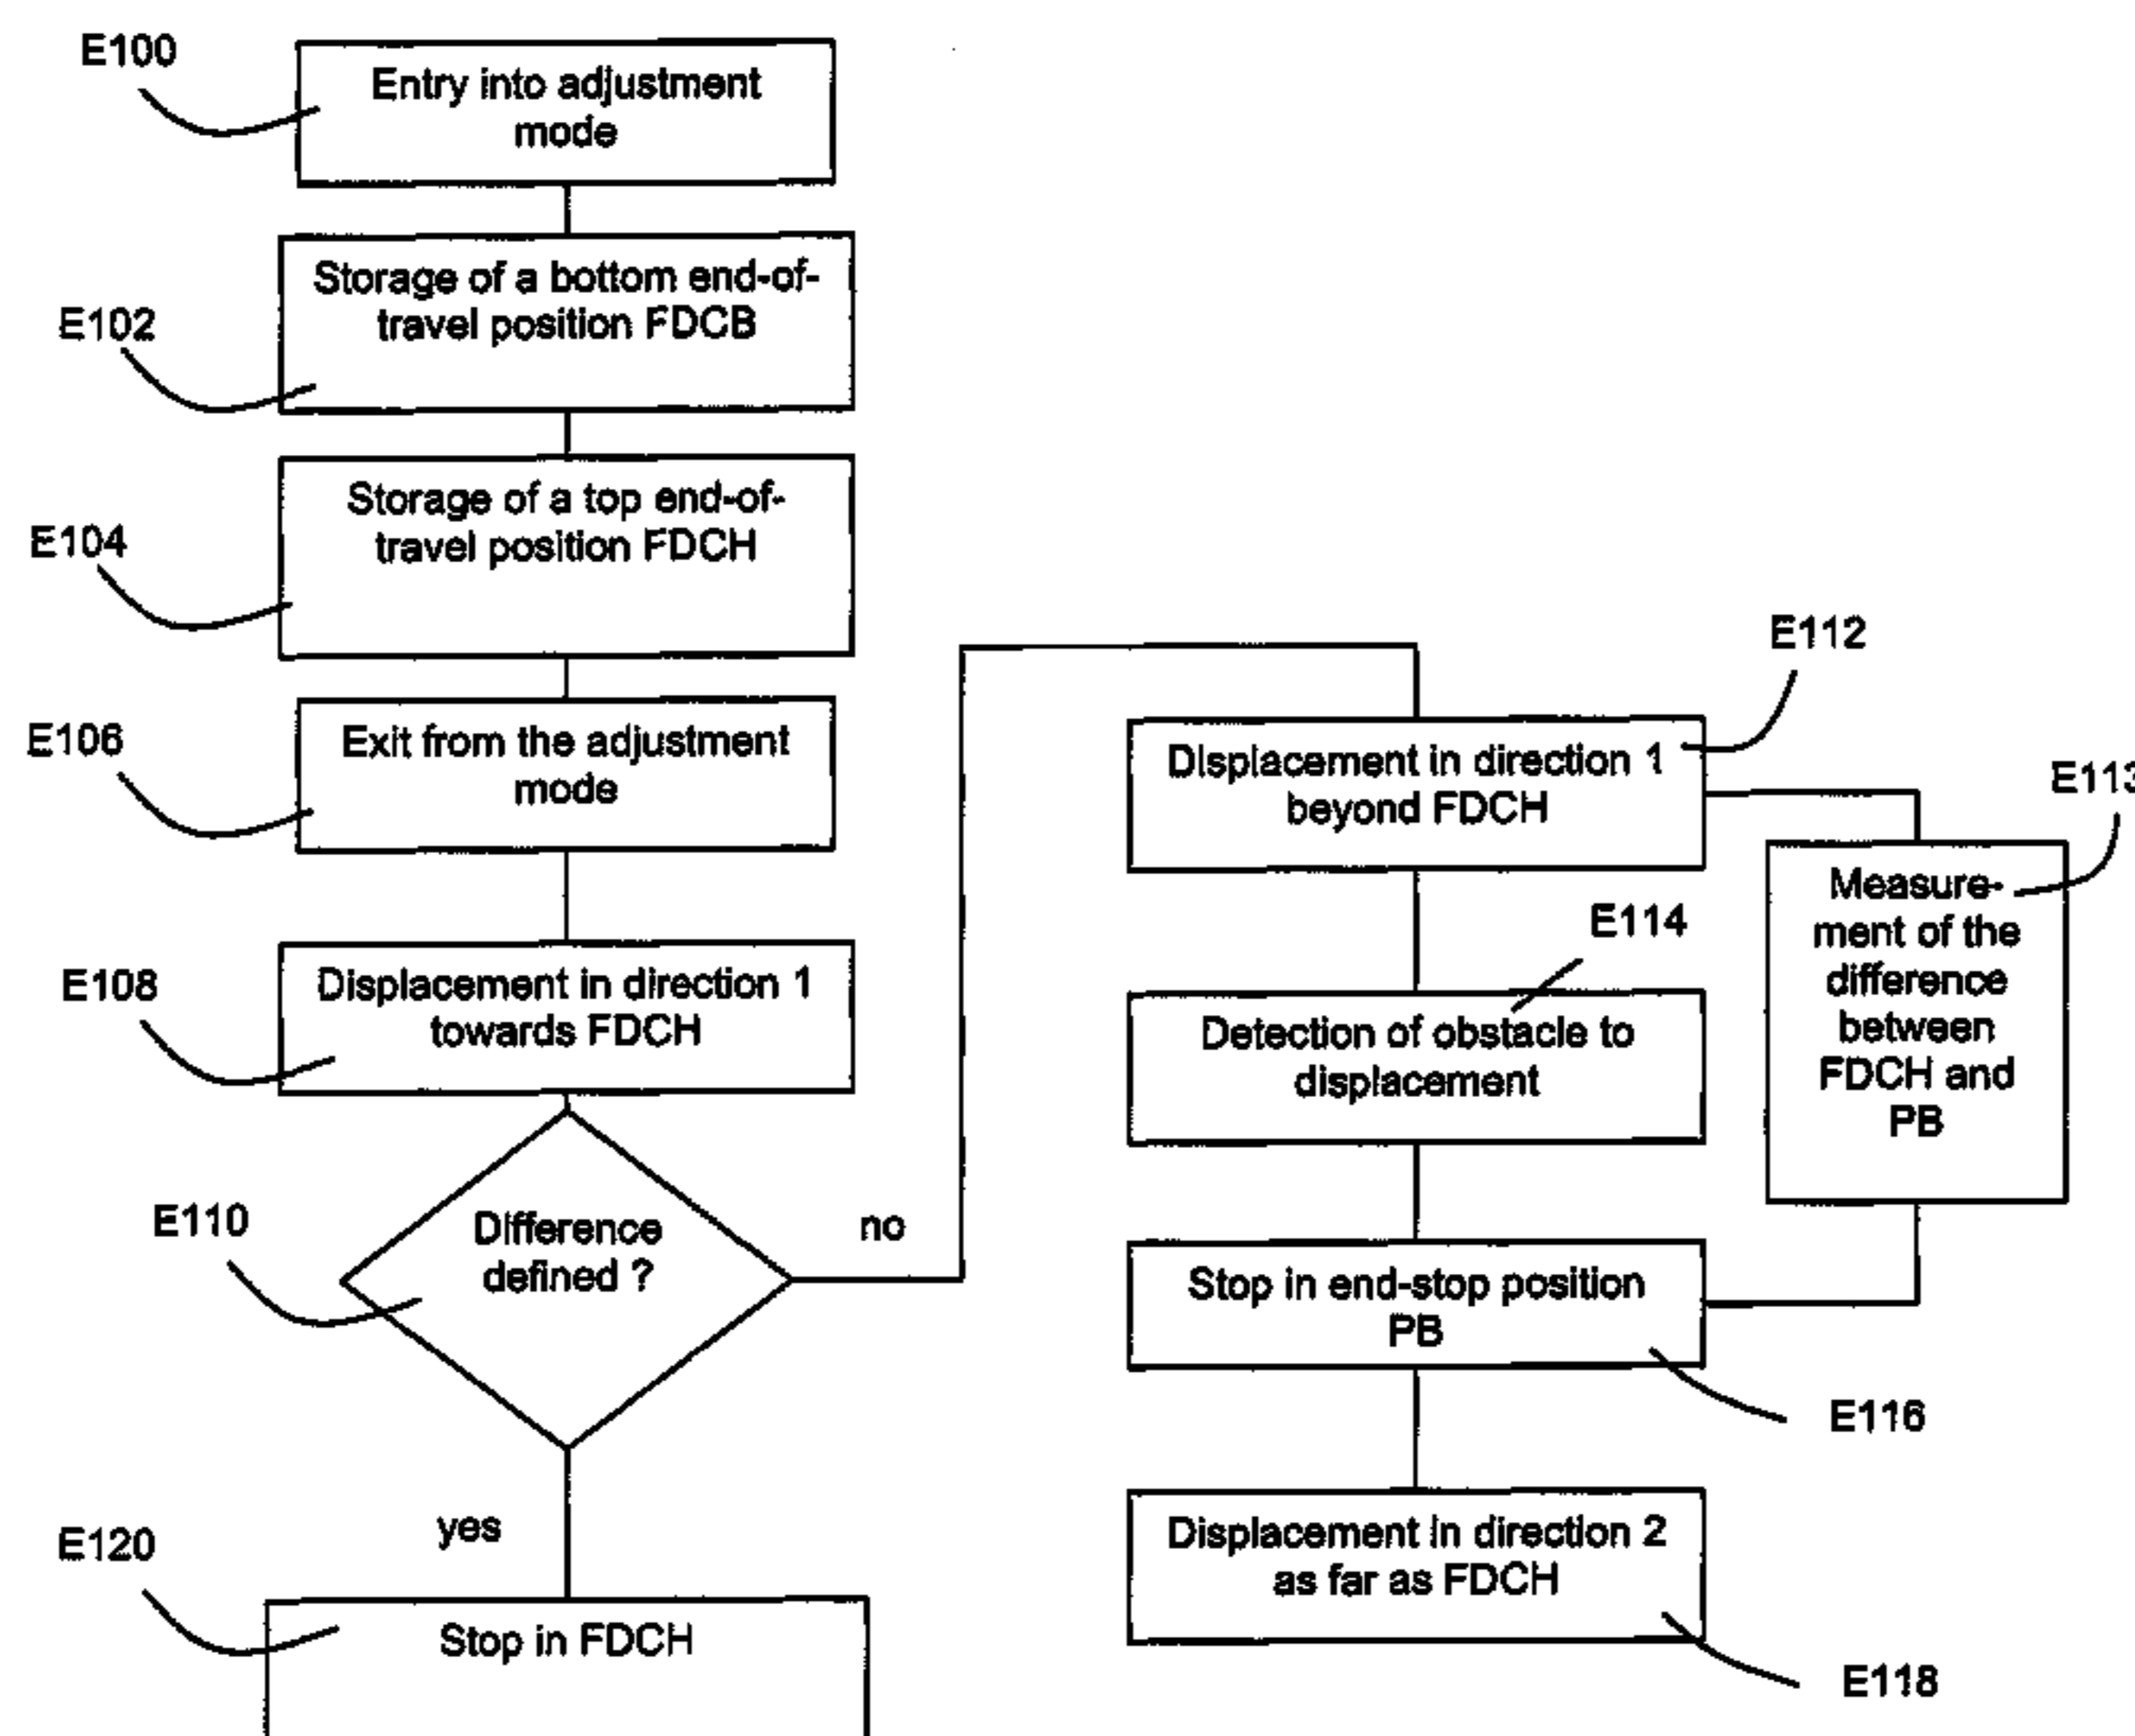 E100
Entry into adjustment
mode
E102
Storage of a bottom end-of-
travel position FDCB
E104
Storage of a top end-of-
travel position FDCH
E106
Exit from the adjustment
mode
E108
Displacement in direction 1
towards FDCH
E110
Difference
defined ?
no
yes
E120
Stop in FDCH
E112
Displacement in direction 1
beyond FDCH
E113
Measure-
ment of the
difference
between
FDCH and
PB
E114
Detection of obstacle to
displacement
Stop in end-stop position
PB
E116
Displacement in direction 2
as far as FDCH
E118